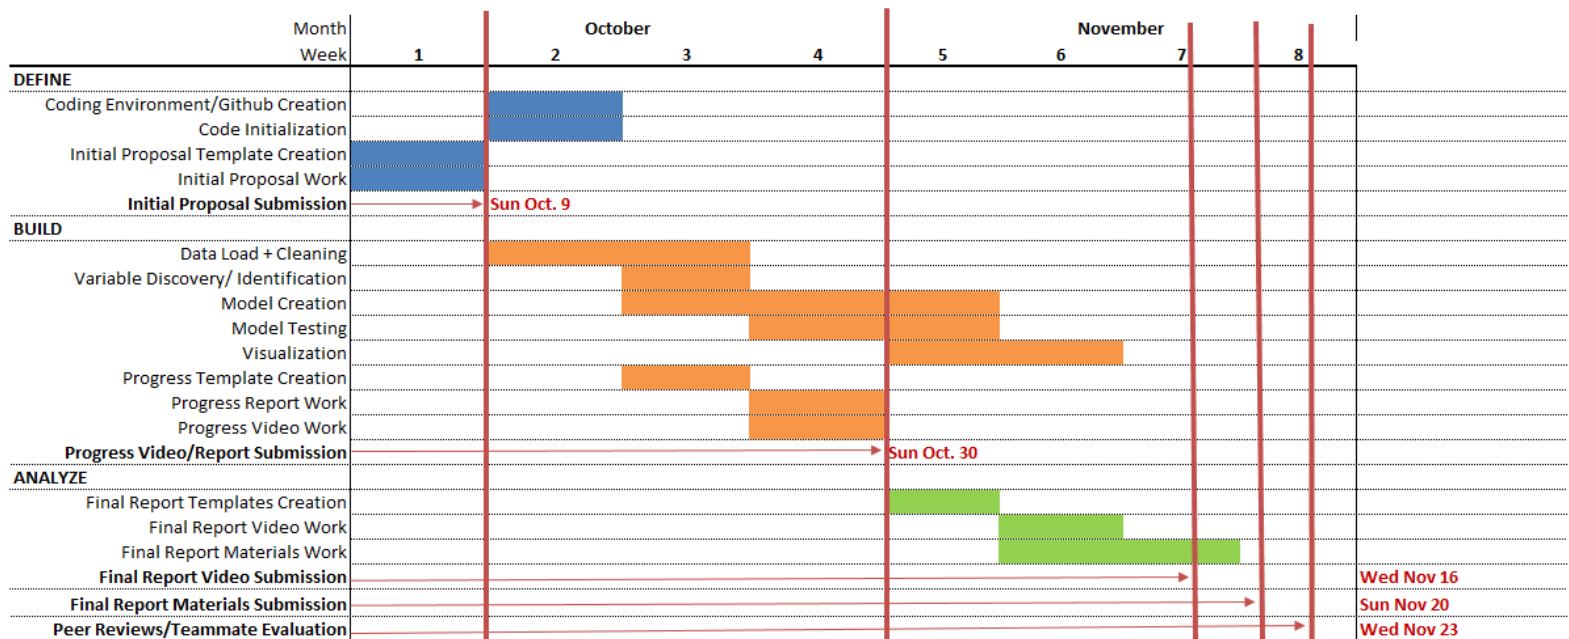 Month October November
Week 1 2 3 4 5 6 7 8
DEFINE
Coding Environment/Github Creation
Code Initialization
Initial Proposal Template Creation
Initial Proposal Work
Initial Proposal Submission Sun Oct. 9
BUILD
Data Load + Cleaning
Variable Discovery/ Identification
Model Creation
Model Testing
Visualization
Progress Template Creation
Progress Report Work
Progress Video Work
Progress Video/Report Submission Sun Oct. 30
ANALYZE
Final Report Templates Creation
Final Report Video Work
Final Report Materials Work
Final Report Video Submission Wed Nov 16
Final Report Materials Submission Sun Nov 20
Peer Reviews/Teammate Evaluation Wed Nov 23